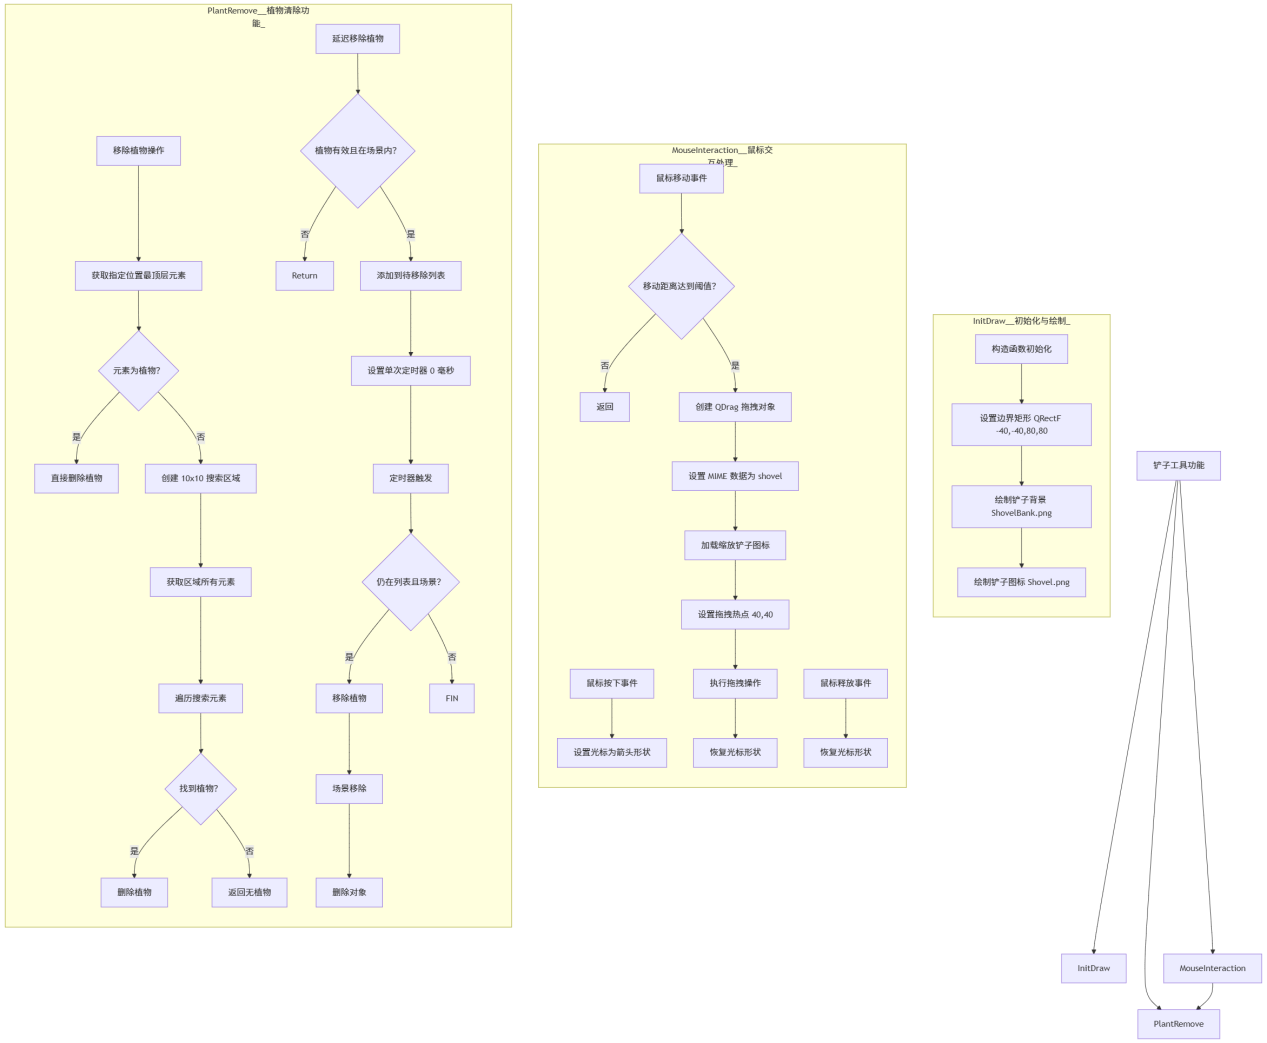 PlantRemove__植物清除功
能_
延迟移除植物
植物有效且在场景内?
移除植物操作
否
是
获取指定位置最顶层元素
Return
添加到待移除列表
元素为植物?
设置单次定时器 0 毫秒
是
否
直接删除植物
创建 10x10 搜索区域
定时器触发
获取区域所有元素
仍在列表且场景?
是
否
遍历搜索元素
移除植物
FIN
找到植物?
场景移除
是
否
删除植物
返回无植物
删除对象
MouseInteraction__鼠标交
互处理_
鼠标移动事件
移动距离达到阈值?
否
是
返回
创建 QDrag 拖拽对象
设置 MIME 数据为 shovel
加载缩放铲子图标
设置拖拽热点 40,40
鼠标按下事件
执行拖拽操作
鼠标释放事件
设置光标为箭头形状
恢复光标形状
恢复光标形状
InitDraw__初始化与绘制_
构造函数初始化
设置边界矩形 QRectF
-40,-40,80,80
绘制铲子背景
ShovelBank.png
绘制铲子图标 Shovel.png
铲子工具功能
InitDraw
MouseInteraction
PlantRemove